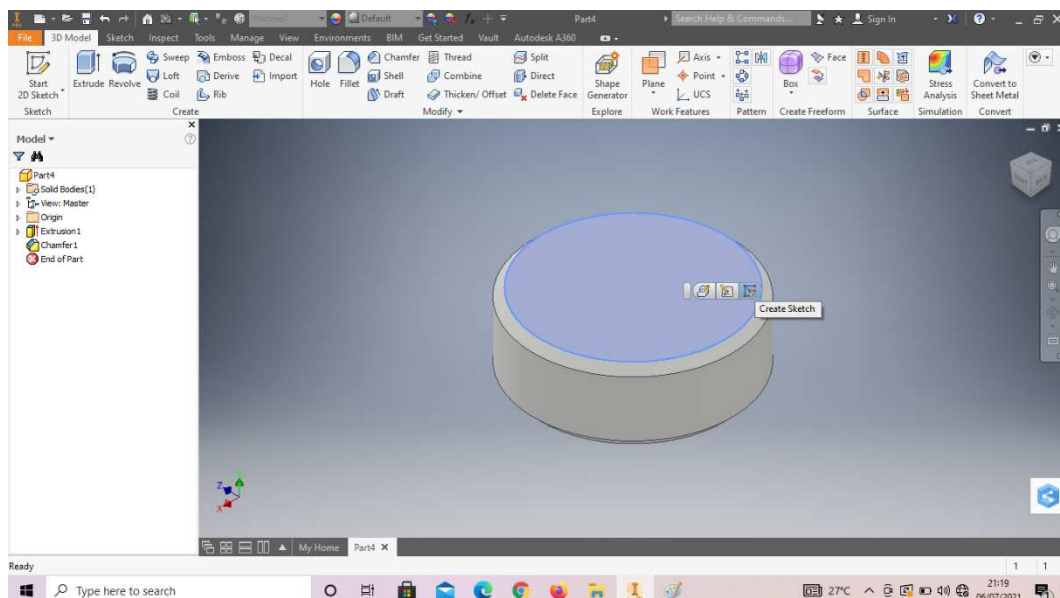 Material
Default
Part4
Search Help & Commands...
Sign In
File 3D Model Sketch Inspect Tools Manage View Environments BIM Get Started Vault Autodesk A360
Start 2D Sketch
Extrude Revolve
Sweep Emboss Decal
Loft Derive Import
Coil Rib
Hole Fillet
Chamfer Thread
Shell Combine
Draft Thicken/ Offset
Split
Direct
Delete Face
Shape Generator
Plane
Axis
Point
UCS
Box
Face
Stress Analysis
Convert to Sheet Metal
Sketch Create Modify Explore Work Features Pattern Create Freeform Surface Simulation Convert
Model
Part4
Solid Bodies(1)
View: Master
Origin
Extrusion1
Chamfer1
End of Part
Create Sketch
Z
X
My Home Part4
Ready
1 1
Type here to search
27°C
21:19
06/07/2021